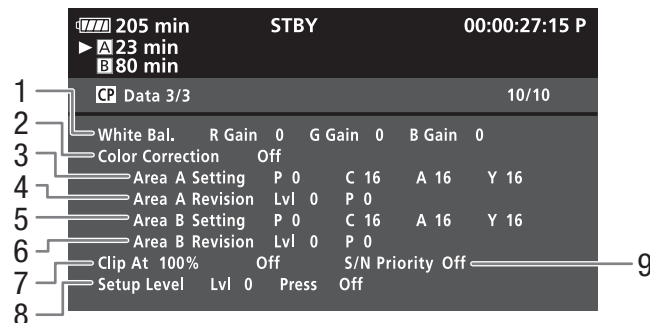 205 min STBY 00:00:27:15 P
A 23 min
B 80 min
CP Data 3/3 10/10
1 White Bal. R Gain 0 G Gain 0 B Gain 0
2 Color Correction Off
3 Area A Setting P 0 C 16 A 16 Y 16
4 Area A Revision Lvl 0 P 0
5 Area B Setting P 0 C 16 A 16 Y 16
6 Area B Revision Lvl 0 P 0
7 Clip At 100% Off S/N Priority Off 9
8 Setup Level Lvl 0 Press Off